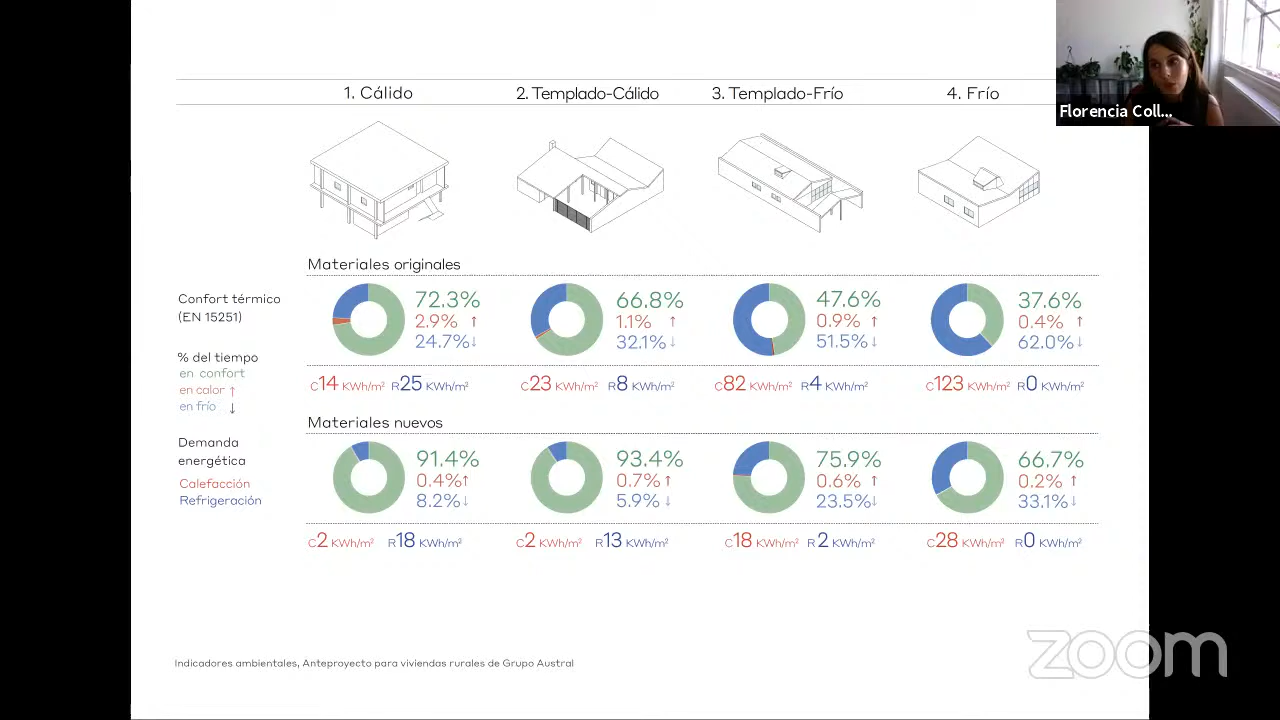 1. Cálido
2. Templado-Cálido
3. Templado-Frío
4. Frío
Florencia Coll...
Materiales originales
Confort térmico
(EN 15251)
% del tiempo
en confort
en calor ↑
en frío ↓
72.3%
2.9% ↑
24.7%↓
66.8%
1.1% ↑
32.1%↓
47.6%
0.9% ↑
51.5%↓
37.6%
0.4% ↑
62.0%↓
C14 KWh/m² R25 KWh/m²
C23 KWh/m² R8 KWh/m²
C82 KWh/m² R4 KWh/m²
C123 KWh/m² R0 KWh/m²
Materiales nuevos
Demanda
energética
Calefacción
Refrigeración
91.4%
0.4%↑
8.2%↓
93.4%
0.7%↑
5.9%↓
75.9%
0.6% ↑
23.5%↓
66.7%
0.2% ↑
33.1%↓
C2 KWh/m² R18 KWh/m²
C2 KWh/m² R13 KWh/m²
C18 KWh/m² R2 KWh/m²
C28 KWh/m² R0 KWh/m²
Indicadores ambientales, Anteproyecto para viviendas rurales de Grupo Austral
zoom